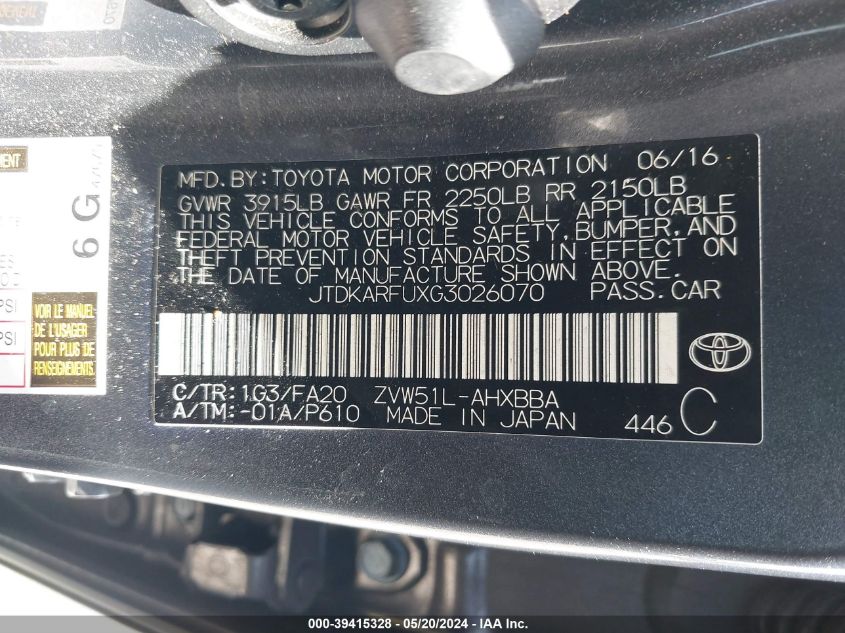 MENT
6 G
PSI
PSI
VOIR LE MANUEL
DE L'USAGER
POUR PLUS DE
RENSEIGNEMENTS.
MFD. BY: TOYOTA MOTOR CORPORATION 06/16
GVWR 3915LB GAWR FR 2250LB RR 2150LB
THIS VEHICLE CONFORMS TO ALL APPLICABLE
FEDERAL MOTOR VEHICLE SAFETY, BUMPER, AND
THEFT PREVENTION STANDARDS IN EFFECT ON
THE DATE OF MANUFACTURE SHOWN ABOVE.
JTDKARFUXG3026070 PASS.CAR
C/TR: 1G3/FA20 ZVW51L-AHXBBA
A/TM: -01A/P610 MADE IN JAPAN 446 C
000-39415328 - 05/20/2024 - IAA Inc.